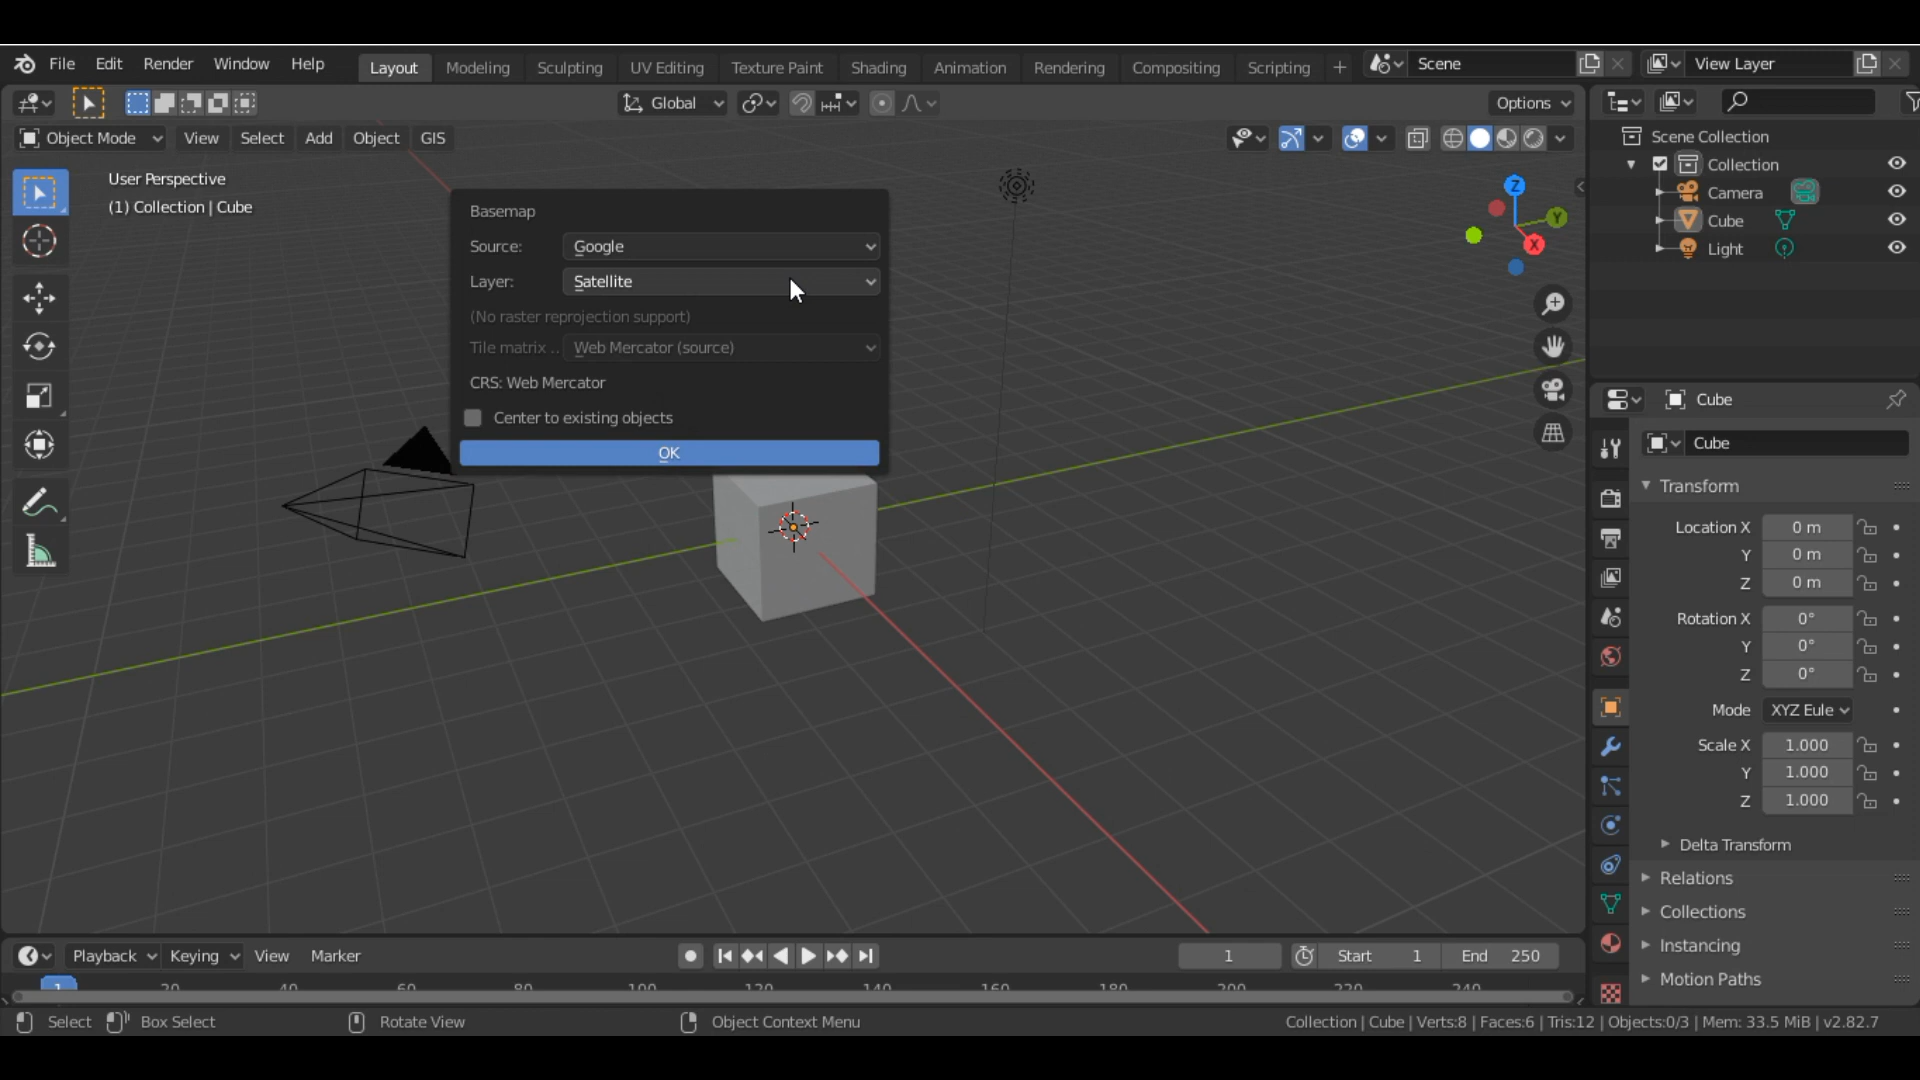 File Edit Render Window Help Layout Modeling Sculpting UV Editing Texture Paint Shading Animation Rendering Compositing Scripting + Scene View Layer
Global Options
Object Mode View Select Add Object GIS
User Perspective
(1) Collection | Cube
Z
Y
X
Basemap
Source: Google
Layer: Satellite
(No raster reprojection support)
Tile matrix .. Web Mercator (source)
CRS: Web Mercator
Center to existing objects
OK
Scene Collection
Collection
Camera
Cube
Light
Cube
Cube
Transform
Location X 0 m
Y 0 m
Z 0 m
Rotation X 0°
Y 0°
Z 0°
Mode XYZ Eule
Scale X 1.000
Y 1.000
Z 1.000
Delta Transform
Relations
Collections
Instancing
Motion Paths
Playback Keying View Marker 1 Start 1 End 250
1 20 40 60 80 100 120 140 160 180 200 220 240
Select Box Select Rotate View Object Context Menu Collection | Cube | Verts:8 | Faces:6 | Tris:12 | Objects:0/3 | Mem: 33.5 MiB | v2.82.7